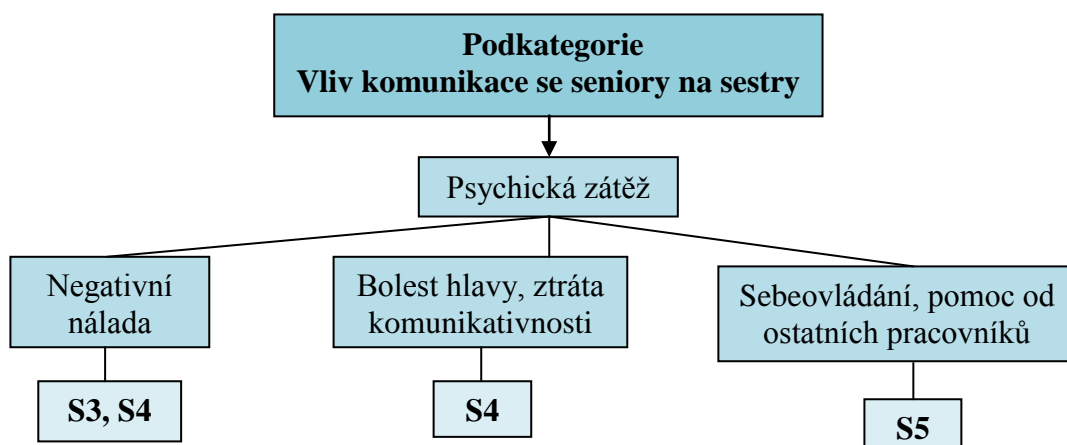 Podkategorie
Vliv komunikace se seniory na sestry
Psychická zátěž
Negativní
nálada
Bolest hlavy, ztráta
komunikativnosti
Sebeovládání, pomoc od
ostatních pracovníků
S3, S4
S4
S5